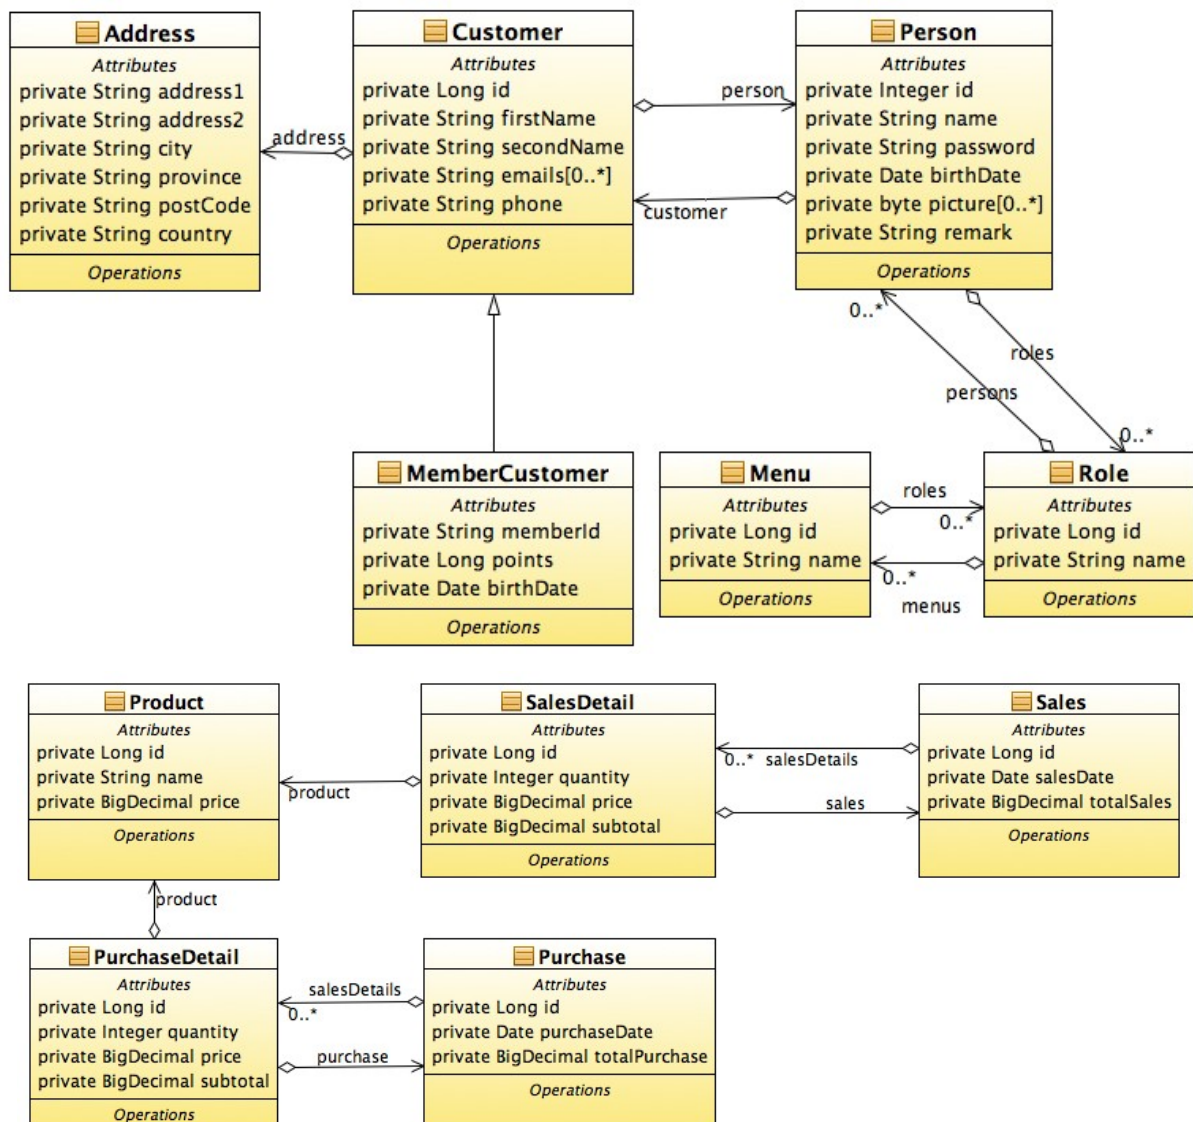 Address
Attributes
private String address1
private String address2
private String city
private String province
private String postCode
private String country
Operations
address
Customer
Attributes
private Long id
private String firstName
private String secondName
private String emails[0..*]
private String phone
Operations
person
customer
Person
Attributes
private Integer id
private String name
private String password
private Date birthDate
private byte picture[0..*]
private String remark
Operations
0..*
roles
persons
0..*
MemberCustomer
Attributes
private String memberId
private Long points
private Date birthDate
Operations
Menu
Attributes
private Long id
private String name
Operations
roles
0..*
0..*
menus
Role
Attributes
private Long id
private String name
Operations
Product
Attributes
private Long id
private String name
private BigDecimal price
Operations
product
SalesDetail
Attributes
private Long id
private Integer quantity
private BigDecimal price
private BigDecimal subtotal
Operations
0..* salesDetails
sales
Sales
Attributes
private Long id
private Date salesDate
private BigDecimal totalSales
Operations
product
PurchaseDetail
Attributes
private Long id
private Integer quantity
private BigDecimal price
private BigDecimal subtotal
Operations
salesDetails
0..*
purchase
Purchase
Attributes
private Long id
private Date purchaseDate
private BigDecimal totalPurchase
Operations